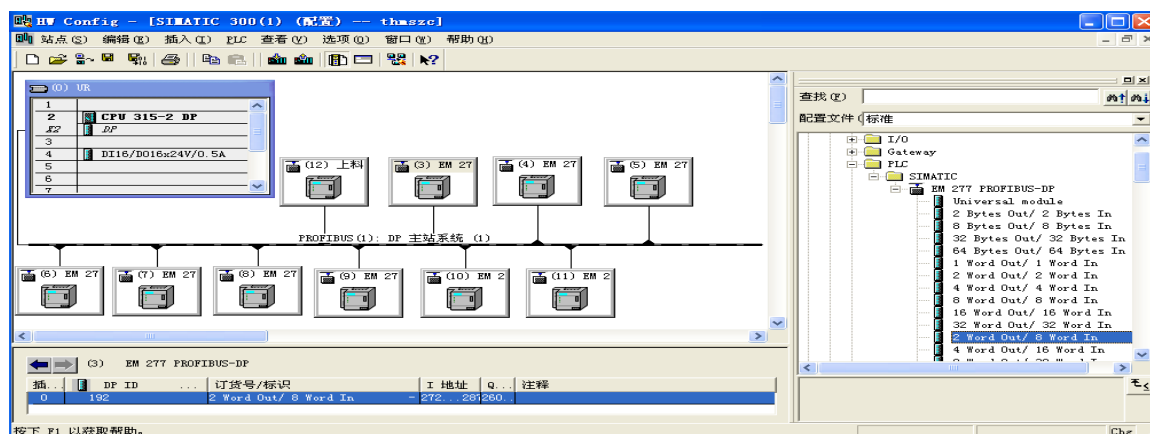 HW Config - [SIMATIC 300(1) (配置) -- thmszc]
站点(S) 编辑(E) 插入(I) PLC 查看(V) 选项(O) 窗口(W) 帮助(H)
(0) UR
1
2 CPU 315-2 DP
X2 DP
3
4 DI16/DO16x24V/0.5A
5
6
7
(12) 上料
(3) EM 27
(4) EM 27
(5) EM 27
PROFIBUS(1): DP 主站系统 (1)
(6) EM 27
(7) EM 27
(8) EM 27
(9) EM 27
(10) EM 2
(11) EM 2
(3) EM 277 PROFIBUS-DP
插... DP ID ... 订货号/标识 I 地址 Q... 注释
0 192 2 Word Out/ 8 Word In 272...287 260..
按下 F1 以获取帮助。
查找(F)
配置文件 标准
I/O
Gateway
PLC
SIMATIC
EM 277 PROFIBUS-DP
Universal module
2 Bytes Out/ 2 Bytes In
8 Bytes Out/ 8 Bytes In
32 Bytes Out/ 32 Bytes In
64 Bytes Out/ 64 Bytes In
1 Word Out/ 1 Word In
2 Word Out/ 2 Word In
4 Word Out/ 4 Word In
8 Word Out/ 8 Word In
16 Word Out/ 16 Word In
32 Word Out/ 32 Word In
2 Word Out/ 8 Word In
4 Word Out/ 16 Word In
Chg